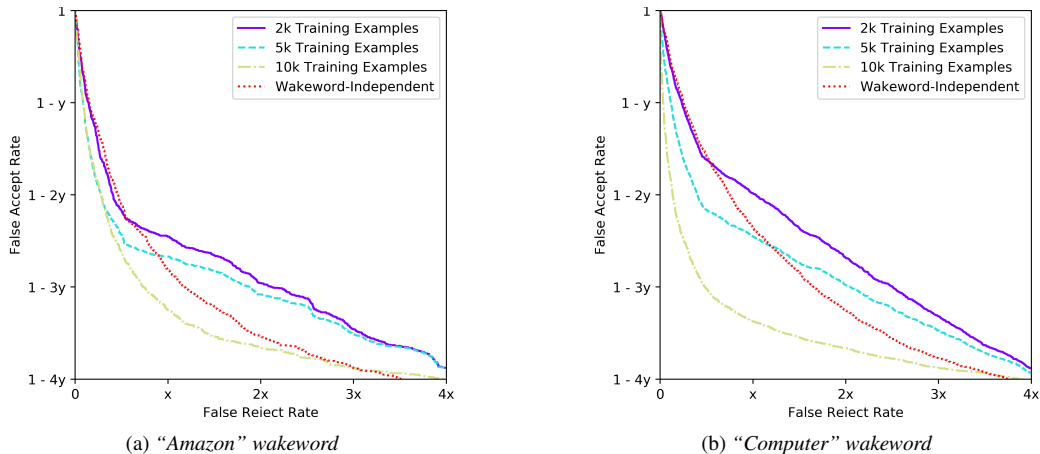 1
1 - y
1 - 2y
1 - 3y
1 - 4y
False Accept Rate
2k Training Examples
5k Training Examples
10k Training Examples
Wakeword-Independent
0
x
2x
3x
4x
False Reject Rate
(a) “Amazon” wakeword
1
1 - y
1 - 2y
1 - 3y
1 - 4y
False Accept Rate
2k Training Examples
5k Training Examples
10k Training Examples
Wakeword-Independent
0
x
2x
3x
4x
False Reject Rate
(b) “Computer” wakeword